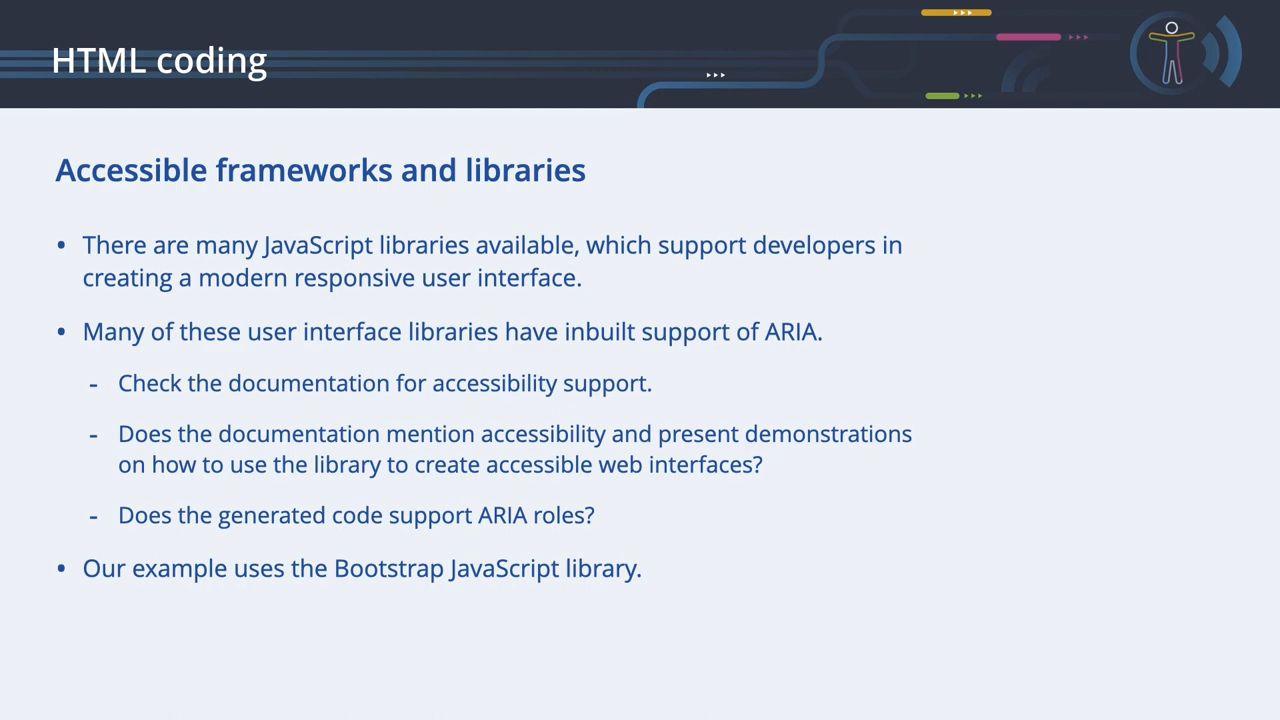 HTML coding
Accessible frameworks and libraries
• There are many JavaScript libraries available, which support developers in
creating a modern responsive user interface.
• Many of these user interface libraries have inbuilt support of ARIA.
- Check the documentation for accessibility support.
- Does the documentation mention accessibility and present demonstrations
on how to use the library to create accessible web interfaces?
- Does the generated code support ARIA roles?
• Our example uses the Bootstrap JavaScript library.